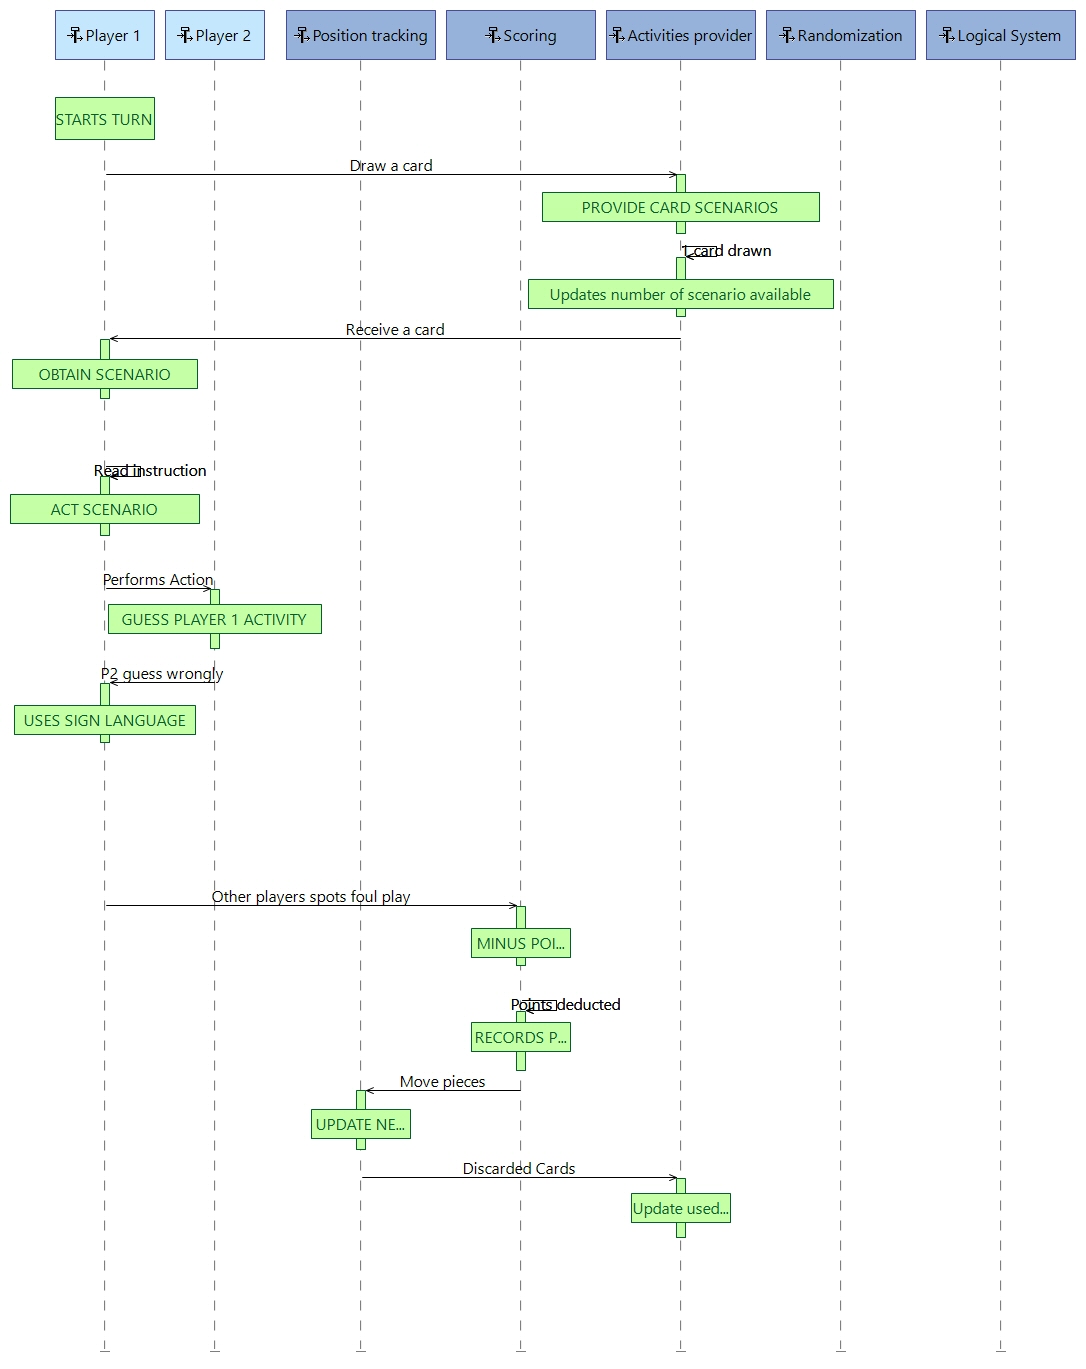 Player 1
Player 2
Position tracking
Scoring
Activities provider
Randomization
Logical System
STARTS TURN
Draw a card
PROVIDE CARD SCENARIOS
1 card drawn
Updates number of scenario available
Receive a card
OBTAIN SCENARIO
Read instruction
ACT SCENARIO
Performs Action
GUESS PLAYER 1 ACTIVITY
P2 guess wrongly
USES SIGN LANGUAGE
Other players spots foul play
MINUS POI...
Points deducted
RECORDS P...
Move pieces
UPDATE NE...
Discarded Cards
Update used...